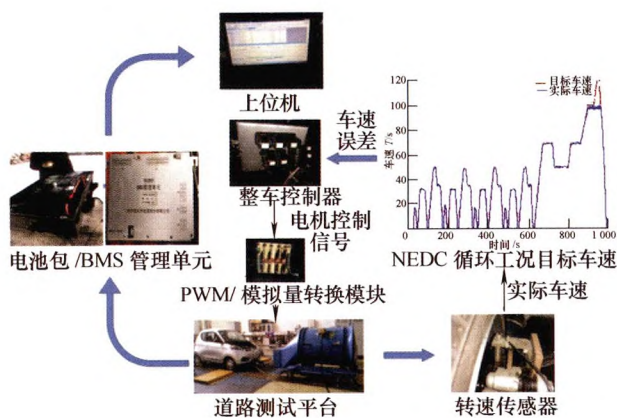 上位机
车速
误差
整车控制器
电机控制
信号
电池包/BMS 管理单元
PWM/ 模拟量转换模块
道路测试平台
转速传感器
实际车速
NEDC 循环工况目标车速
目标车速
实际车速
车速 T/s
120
100
80
60
40
20
0 200 400 600 800 1 000
时间 /s